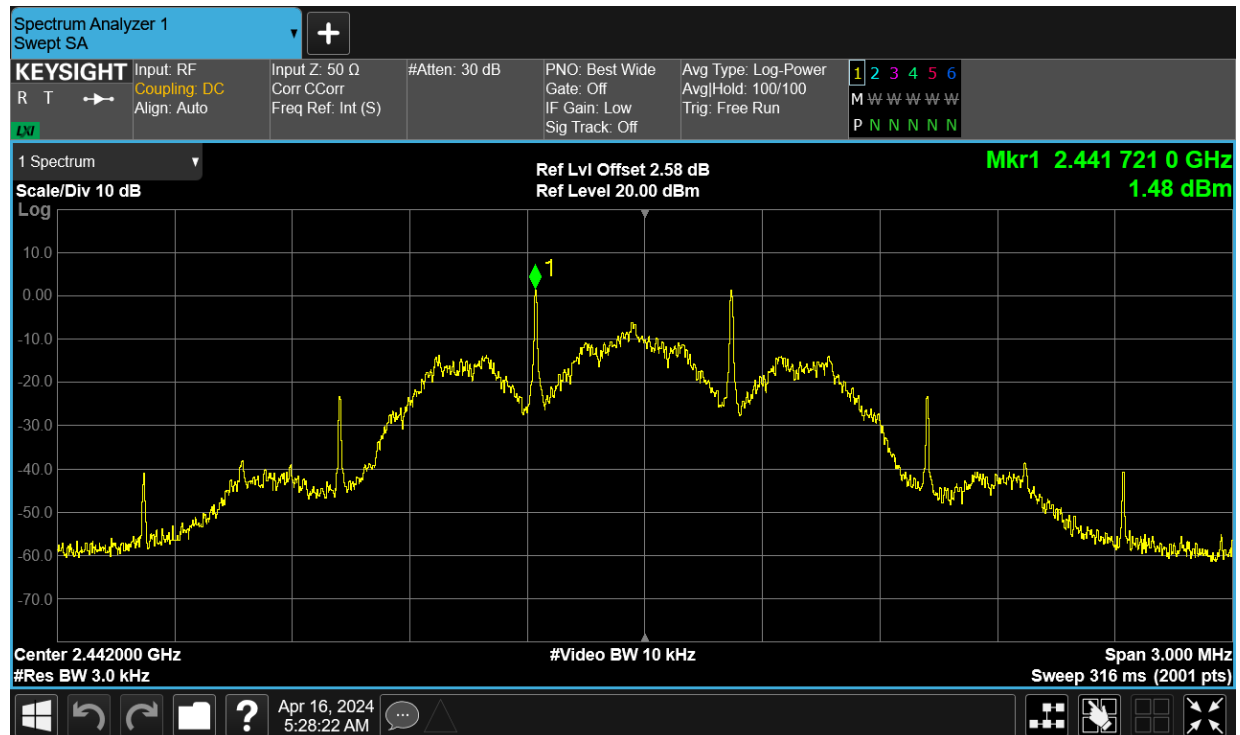 Spectrum Analyzer 1
Swept SA
+
KEYSIGHT Input: RF Input Z: 50 Ω #Atten: 30 dB PNO: Best Wide Avg Type: Log-Power 1 2 3 4 5 6
R T Coupling: DC Corr CCorr Gate: Off Avg|Hold: 100/100 M W W W W W
Align: Auto Freq Ref: Int (S) IF Gain: Low Trig: Free Run
LXI Sig Track: Off P N N N N N
1 Spectrum Ref Lvl Offset 2.58 dB Mkr1 2.441 721 0 GHz
Scale/Div 10 dB Ref Level 20.00 dBm 1.48 dBm
Log
10.0
1
0.00
-10.0
-20.0
-30.0
-40.0
-50.0
-60.0
-70.0
Center 2.442000 GHz #Video BW 10 kHz Span 3.000 MHz
#Res BW 3.0 kHz Sweep 316 ms (2001 pts)
? Apr 16, 2024
5:28:22 AM